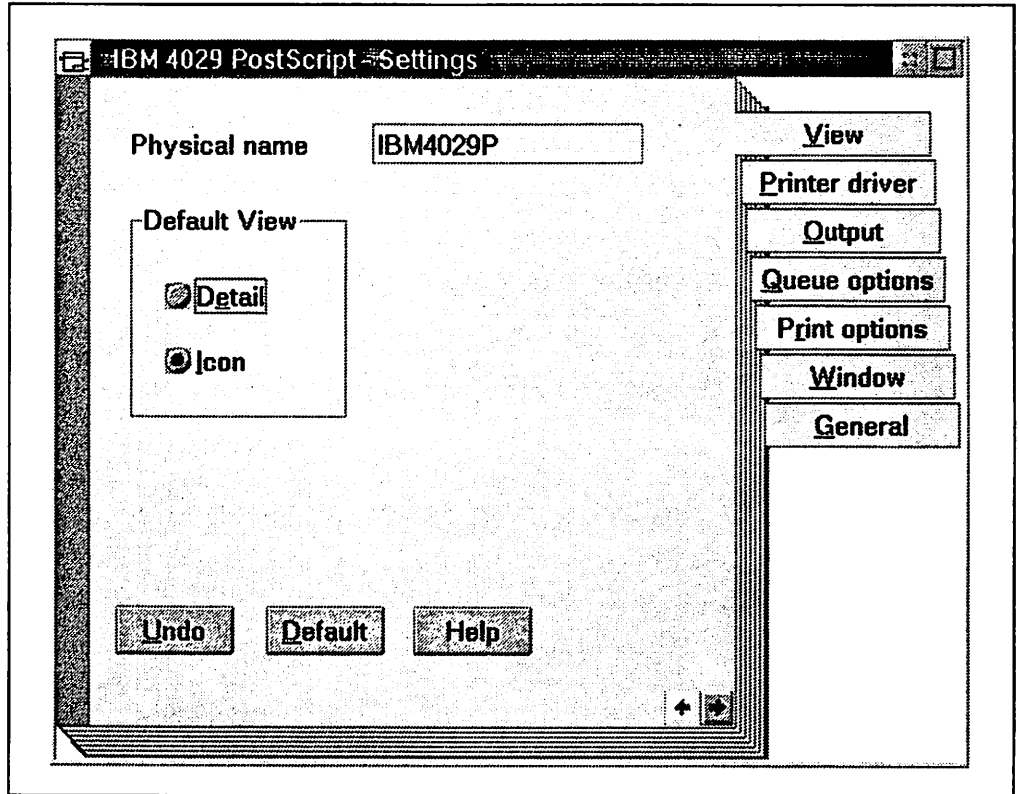 IBM 4029 PostScript - Settings
Physical name IBM4029P
Default View
Detail
Icon
Undo Default Help
View
Printer driver
Output
Queue options
Print options
Window
General